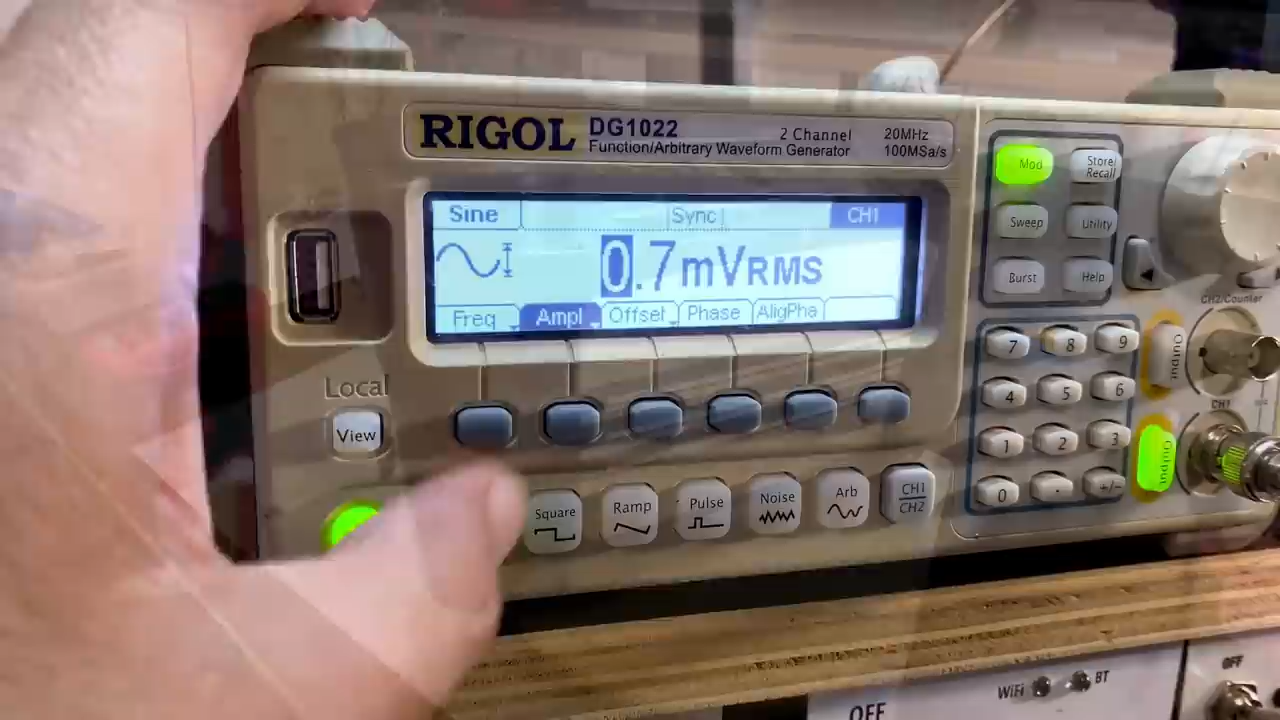 RIGOL DG1022 2 Channel 20MHz
Function/Arbitrary Waveform Generator 100MSa/s
Sine Sync CH1
0.7mVRMS
Freq Ampl Offset Phase AligPha
Local
View
Square
Ramp
Pulse
Noise
Arb
CH1
CH2
Mod
Store/
Recall
Sweep
Utility
Burst
Help
7 8 9
4 5 6
1 2 3
0 . +/-
CH2/Counter
Output
CH1
Output
WiFi BT
OFF
OFF